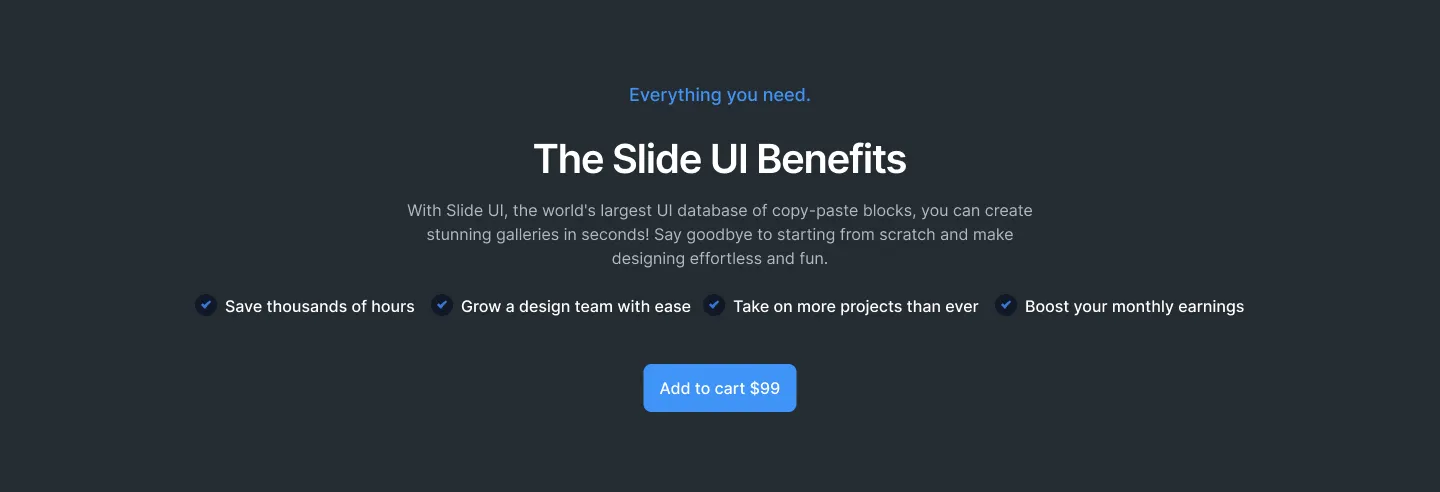 Everything you need.
The Slide UI Benefits
With Slide UI, the world's largest UI database of copy-paste blocks, you can create
stunning galleries in seconds! Say goodbye to starting from scratch and make
designing effortless and fun.
Save thousands of hours Grow a design team with ease Take on more projects than ever Boost your monthly earnings
Add to cart $99